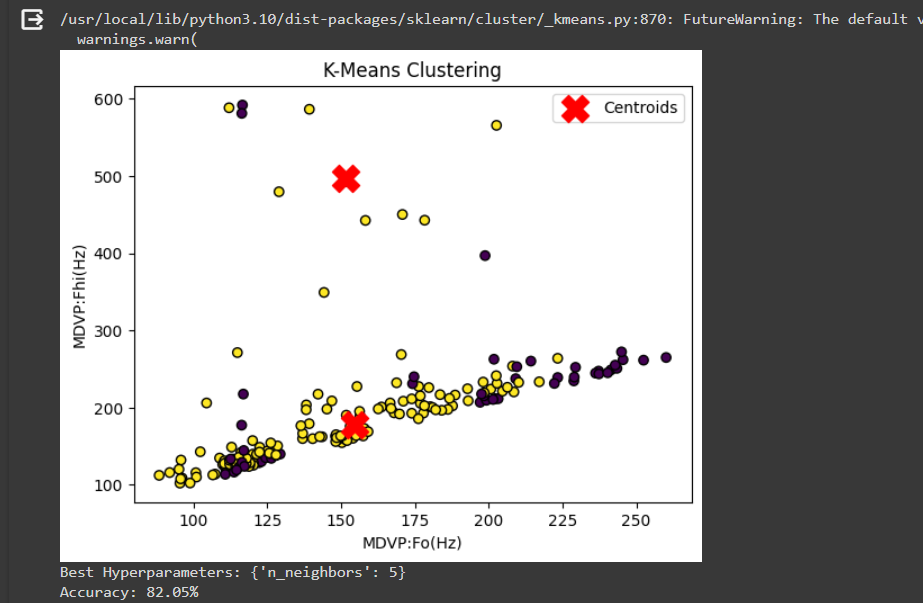 /usr/local/lib/python3.10/dist-packages/sklearn/cluster/_kmeans.py:870: FutureWarning: The default
warnings.warn(
K-Means Clustering
Centroids
600
500
400
300
200
100
MDVP:Fhi(Hz)
100 125 150 175 200 225 250
MDVP:Fo(Hz)
Best Hyperparameters: {'n_neighbors': 5}
Accuracy: 82.05%